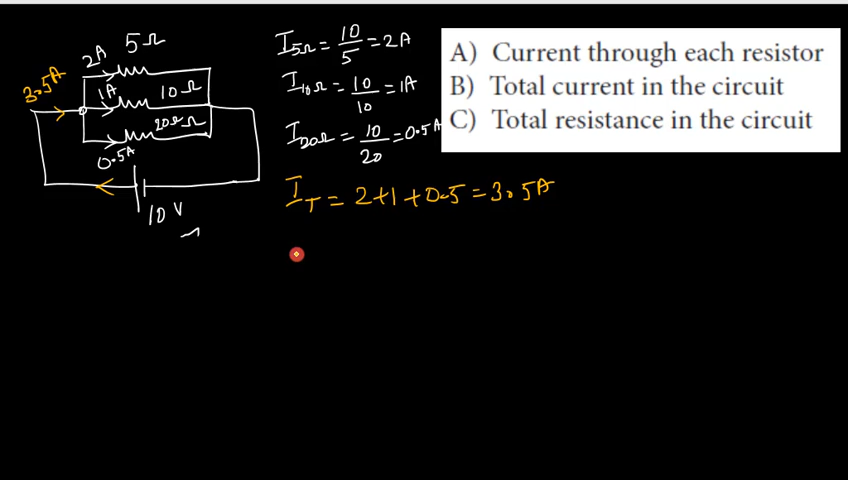 5Ω
2A
3.5A
1A
10Ω
20Ω
0.5A
10 V
I5Ω = 10/5 = 2A
I10Ω = 10/10 = 1A
I20Ω = 10/20 = 0.5A
IT = 2+1+0.5 = 3.5A
A) Current through each resistor
B) Total current in the circuit
C) Total resistance in the circuit